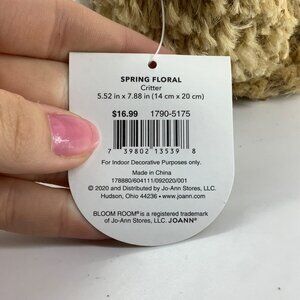 SPRING FLORAL
Critter
5.52 in x 7.88 in (14 cm x 20 cm)
$16.99 1790-5175
7 39802 13539 8
For Indoor Decorative Purposes only.
Made in China
178880/604111/092020/001
© 2020 and Distributed by Jo-Ann Stores, LLC.
Hudson, Ohio 44236 • www.joann.com
BLOOM ROOM® is a registered trademark
of Jo-Ann Stores, LLC. JOANN®